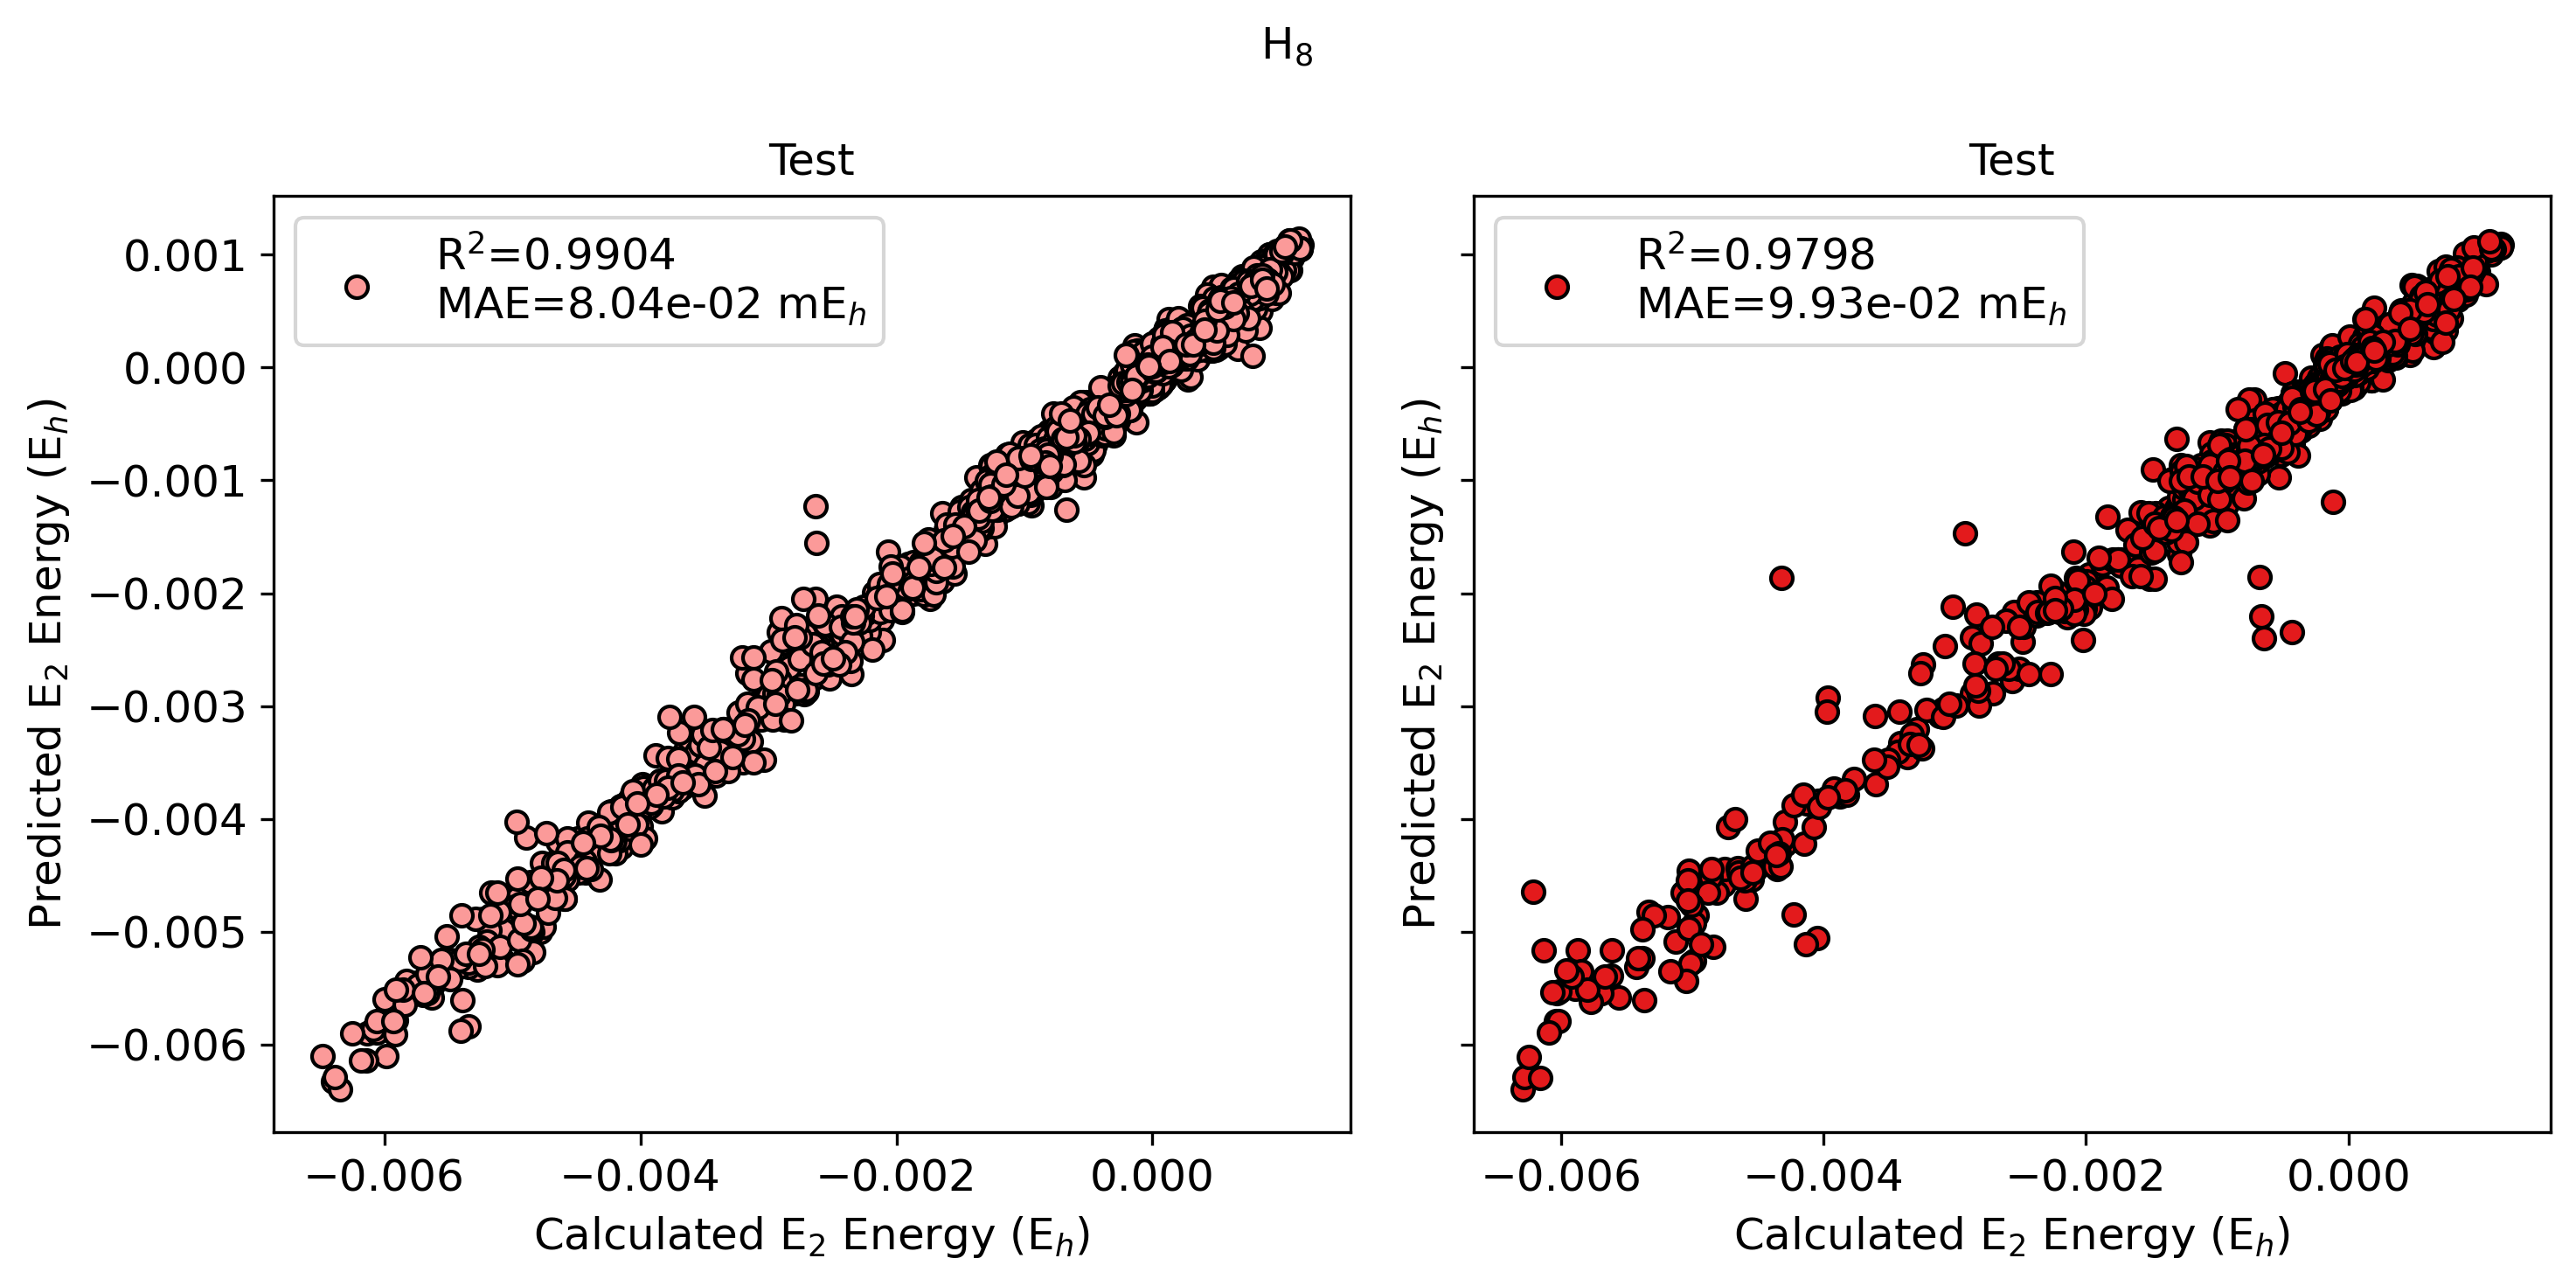 H₈
Test
Test
R²=0.9904
MAE=8.04e-02 mEₕ
R²=0.9798
MAE=9.93e-02 mEₕ
0.001
0.000
−0.001
−0.002
−0.003
−0.004
−0.005
−0.006
Predicted E₂ Energy (Eₕ)
Predicted E₂ Energy (Eₕ)
−0.006 −0.004 −0.002 0.000
−0.006 −0.004 −0.002 0.000
Calculated E₂ Energy (Eₕ)
Calculated E₂ Energy (Eₕ)